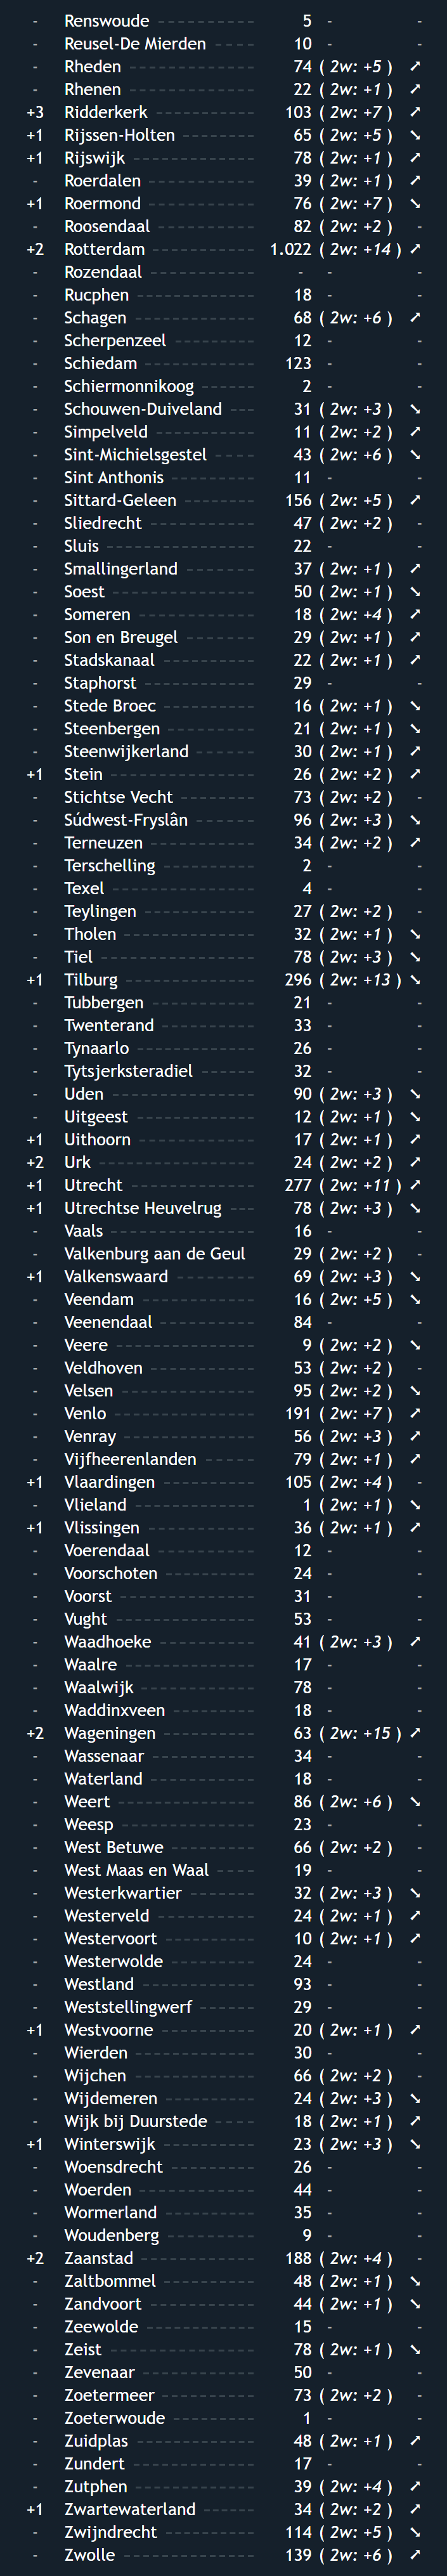 - Renswoude 5 - -
- Reusel-De Mierden 10 - -
- Rheden 74 ( 2w: +5 ) ↗
- Rhenen 22 ( 2w: +1 ) ↗
+3 Ridderkerk 103 ( 2w: +7 ) ↗
+1 Rijssen-Holten 65 ( 2w: +5 ) ↘
+1 Rijswijk 78 ( 2w: +1 ) ↗
- Roerdalen 39 ( 2w: +1 ) ↗
+1 Roermond 76 ( 2w: +7 ) ↘
- Roosendaal 82 ( 2w: +2 ) -
+2 Rotterdam 1.022 ( 2w: +14 ) ↗
- Rozendaal - - -
- Rucphen 18 - -
- Schagen 68 ( 2w: +6 ) ↗
- Scherpenzeel 12 - -
- Schiedam 123 - -
- Schiermonnikoog 2 - -
- Schouwen-Duiveland 31 ( 2w: +3 ) ↘
- Simpelveld 11 ( 2w: +2 ) ↗
- Sint-Michielsgestel 43 ( 2w: +6 ) ↘
- Sint Anthonis 11 - -
- Sittard-Geleen 156 ( 2w: +5 ) ↗
- Sliedrecht 47 ( 2w: +2 ) -
- Sluis 22 - -
- Smallingerland 37 ( 2w: +1 ) ↗
- Soest 50 ( 2w: +1 ) ↘
- Someren 18 ( 2w: +4 ) ↗
- Son en Breugel 29 ( 2w: +1 ) ↗
- Stadskanaal 22 ( 2w: +1 ) ↗
- Staphorst 29 - -
- Stede Broec 16 ( 2w: +1 ) ↘
- Steenbergen 21 ( 2w: +1 ) ↘
- Steenwijkerland 30 ( 2w: +1 ) ↗
+1 Stein 26 ( 2w: +2 ) ↗
- Stichtse Vecht 73 ( 2w: +2 ) -
- Súdwest-Fryslân 96 ( 2w: +3 ) ↘
- Terneuzen 34 ( 2w: +2 ) ↗
- Terschelling 2 - -
- Texel 4 - -
- Teylingen 27 ( 2w: +2 ) -
- Tholen 32 ( 2w: +1 ) ↘
- Tiel 78 ( 2w: +3 ) ↘
+1 Tilburg 296 ( 2w: +13 ) ↘
- Tubbergen 21 - -
- Twenterand 33 - -
- Tynaarlo 26 - -
- Tytsjerksteradiel 32 - -
- Uden 90 ( 2w: +3 ) ↘
- Uitgeest 12 ( 2w: +1 ) ↘
+1 Uithoorn 17 ( 2w: +1 ) ↗
+2 Urk 24 ( 2w: +2 ) ↗
+1 Utrecht 277 ( 2w: +11 ) ↗
+1 Utrechtse Heuvelrug 78 ( 2w: +3 ) ↘
- Vaals 16 - -
- Valkenburg aan de Geul 29 ( 2w: +2 ) -
+1 Valkenswaard 69 ( 2w: +3 ) ↘
- Veendam 16 ( 2w: +5 ) ↘
- Veenendaal 84 - -
- Veere 9 ( 2w: +2 ) ↘
- Veldhoven 53 ( 2w: +2 ) -
- Velsen 95 ( 2w: +2 ) ↘
- Venlo 191 ( 2w: +7 ) ↗
- Venray 56 ( 2w: +3 ) ↗
- Vijfheerenlanden 79 ( 2w: +1 ) ↗
+1 Vlaardingen 105 ( 2w: +4 ) -
- Vlieland 1 ( 2w: +1 ) ↘
+1 Vlissingen 36 ( 2w: +1 ) ↗
- Voerendaal 12 - -
- Voorschoten 24 - -
- Voorst 31 - -
- Vught 53 - -
- Waadhoeke 41 ( 2w: +3 ) ↗
- Waalre 17 - -
- Waalwijk 78 - -
- Waddinxveen 18 - -
+2 Wageningen 63 ( 2w: +15 ) ↗
- Wassenaar 34 - -
- Waterland 18 - -
- Weert 86 ( 2w: +6 ) ↘
- Weesp 23 - -
- West Betuwe 66 ( 2w: +2 ) -
- West Maas en Waal 19 - -
- Westerkwartier 32 ( 2w: +3 ) ↘
- Westerveld 24 ( 2w: +1 ) ↗
- Westervoort 10 ( 2w: +1 ) ↗
- Westerwolde 24 - -
- Westland 93 - -
- Weststellingwerf 29 - -
+1 Westvoorne 20 ( 2w: +1 ) ↗
- Wierden 30 - -
- Wijchen 66 ( 2w: +2 ) -
- Wijdemeren 24 ( 2w: +3 ) ↘
- Wijk bij Duurstede 18 ( 2w: +1 ) ↗
+1 Winterswijk 23 ( 2w: +3 ) ↘
- Woensdrecht 26 - -
- Woerden 44 - -
- Wormerland 35 - -
- Woudenberg 9 - -
+2 Zaanstad 188 ( 2w: +4 ) -
- Zaltbommel 48 ( 2w: +1 ) ↘
- Zandvoort 44 ( 2w: +1 ) ↘
- Zeewolde 15 - -
- Zeist 78 ( 2w: +1 ) ↘
- Zevenaar 50 - -
- Zoetermeer 73 ( 2w: +2 ) -
- Zoeterwoude 1 - -
- Zuidplas 48 ( 2w: +1 ) ↗
- Zundert 17 - -
- Zutphen 39 ( 2w: +4 ) ↗
+1 Zwartewaterland 34 ( 2w: +2 ) ↗
- Zwijndrecht 114 ( 2w: +5 ) ↘
- Zwolle 139 ( 2w: +6 ) ↗